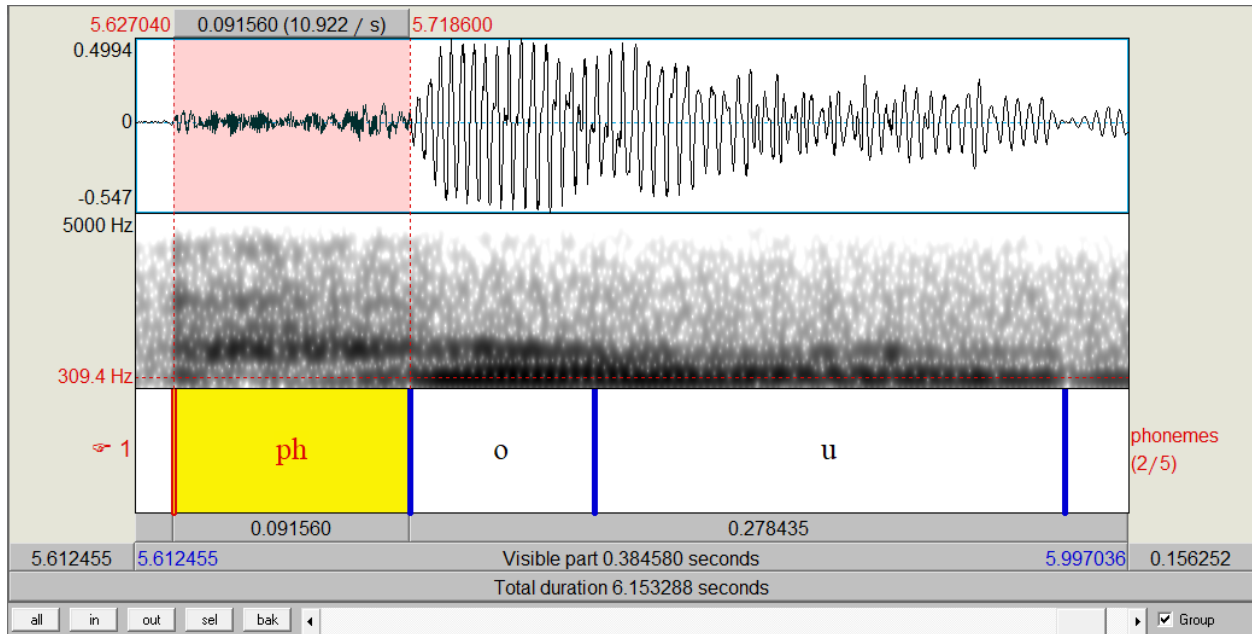 5.627040 0.091560 (10.922 / s) 5.718600
0.4994
0
-0.547
5000 Hz
309.4 Hz
☞ 1 ph o u phonemes
(2/5)
0.091560 0.278435
5.612455 5.612455 Visible part 0.384580 seconds 5.997036 0.156252
Total duration 6.153288 seconds
all in out sel bak Group